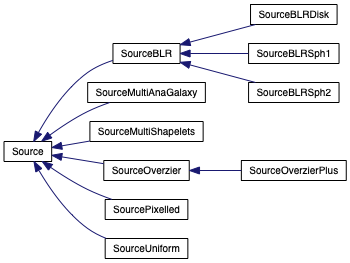 SourceBLRDisk
SourceBLR
SourceBLRSph1
SourceBLRSph2
SourceMultiAnaGalaxy
SourceMultiShapelets
Source
SourceOverzier
SourceOverzierPlus
SourcePixelled
SourceUniform